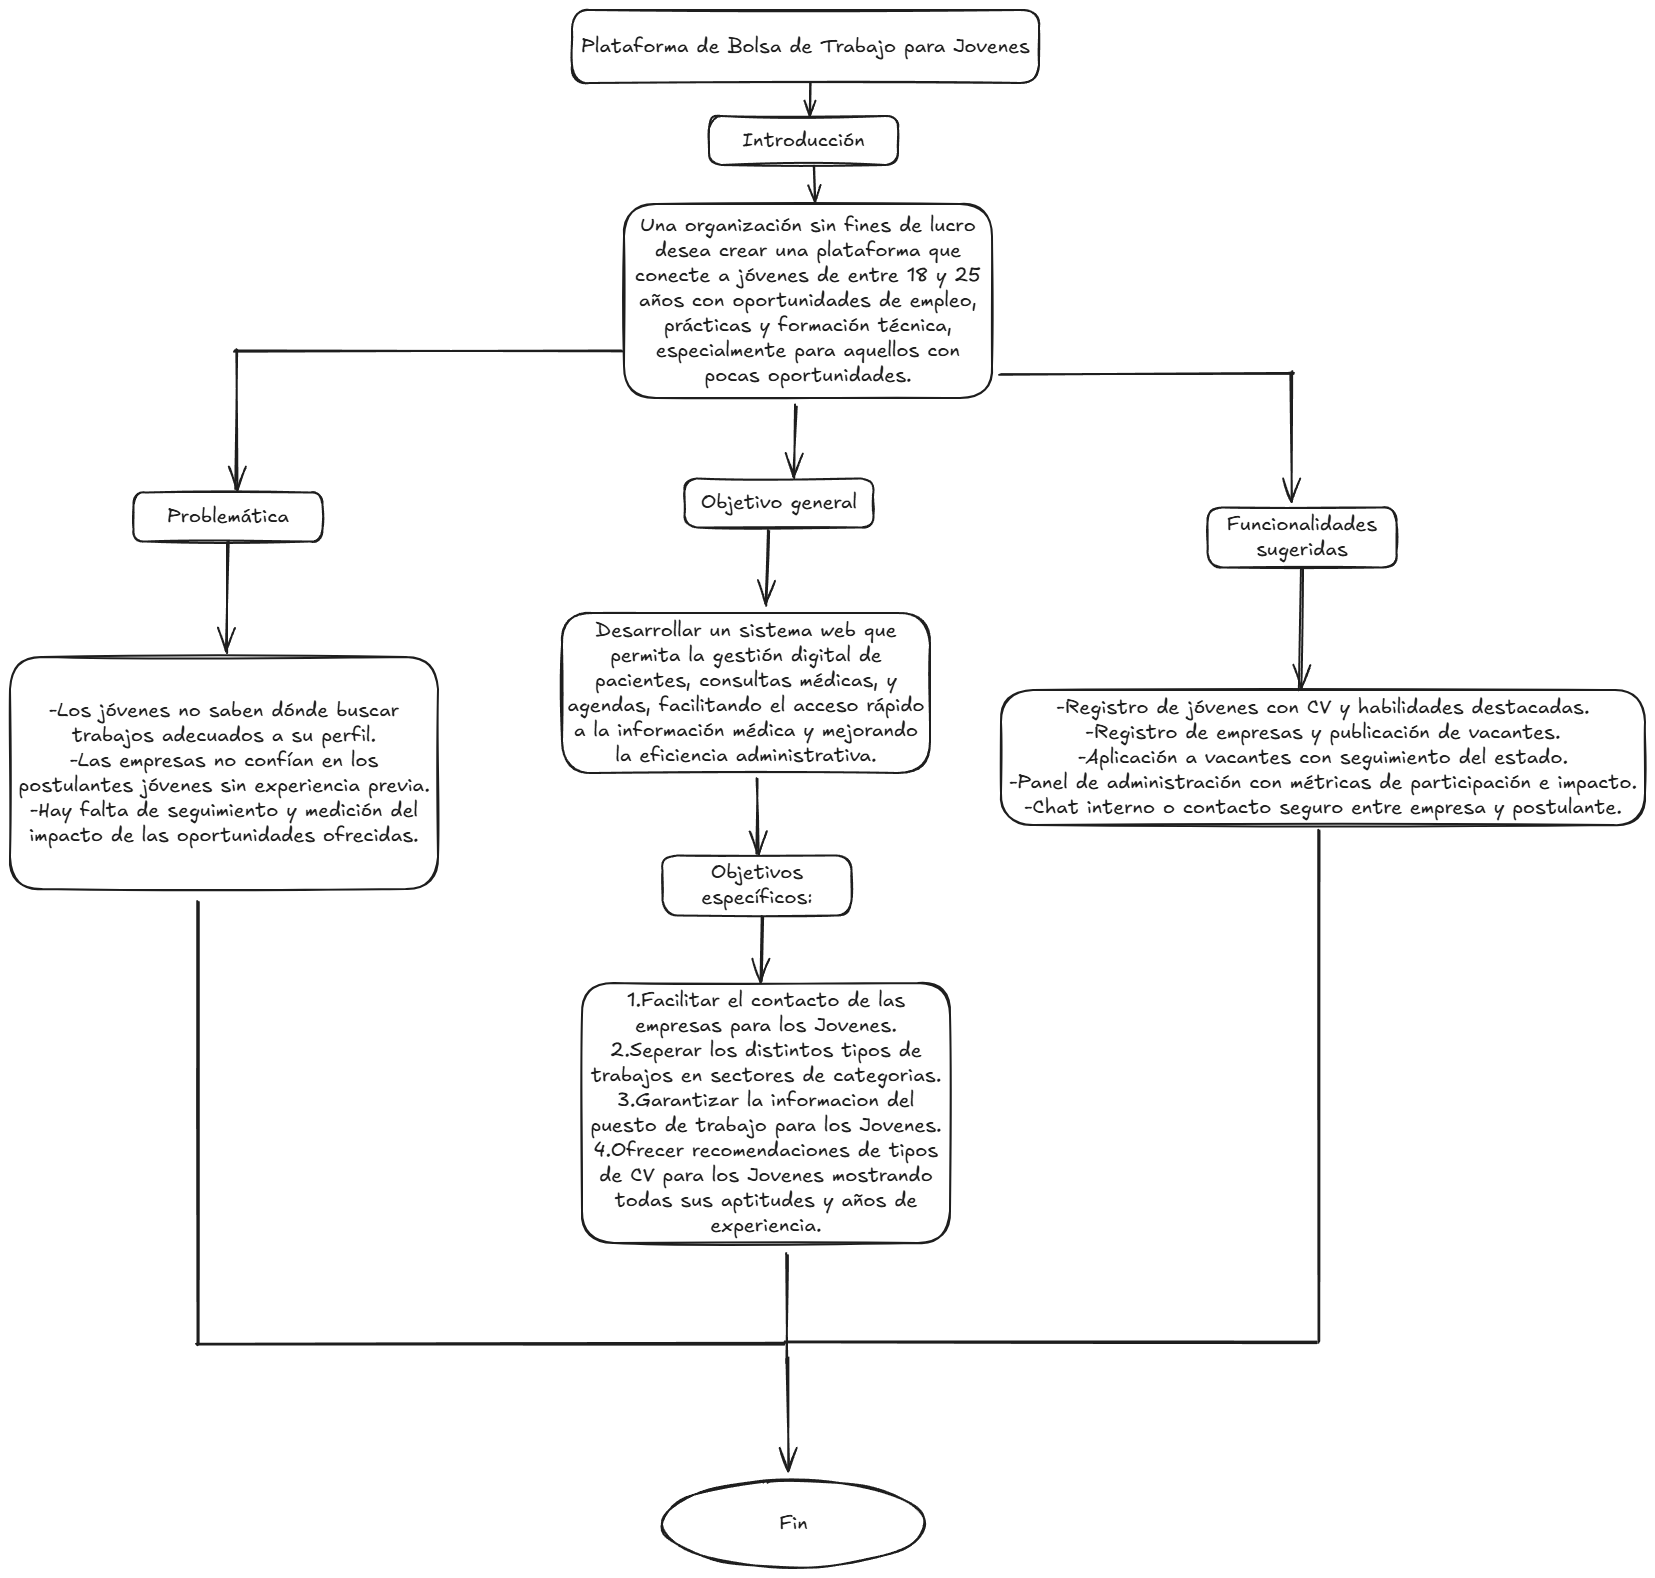 Plataforma de Bolsa de Trabajo para Jovenes
Introducción
Una organización sin fines de lucro
desea crear una plataforma que
conecte a jóvenes de entre 18 y 25
años con oportunidades de empleo,
prácticas y formación técnica,
especialmente para aquellos con
pocas oportunidades.
Problemática
-Los jóvenes no saben dónde buscar
trabajos adecuados a su perfil.
-Las empresas no confían en los
postulantes jóvenes sin experiencia previa.
-Hay falta de seguimiento y medición del
impacto de las oportunidades ofrecidas.
Objetivo general
Desarrollar un sistema web que
permita la gestión digital de
pacientes, consultas médicas, y
agendas, facilitando el acceso rápido
a la información médica y mejorando
la eficiencia administrativa.
Objetivos
específicos:
1.Facilitar el contacto de las
empresas para los Jovenes.
2.Seperar los distintos tipos de
trabajos en sectores de categorias.
3.Garantizar la informacion del
puesto de trabajo para los Jovenes.
4.Ofrecer recomendaciones de tipos
de CV para los Jovenes mostrando
todas sus aptitudes y años de
experiencia.
Funcionalidades
sugeridas
-Registro de jóvenes con CV y habilidades destacadas.
-Registro de empresas y publicación de vacantes.
-Aplicación a vacantes con seguimiento del estado.
-Panel de administración con métricas de participación e impacto.
-Chat interno o contacto seguro entre empresa y postulante.
Fin